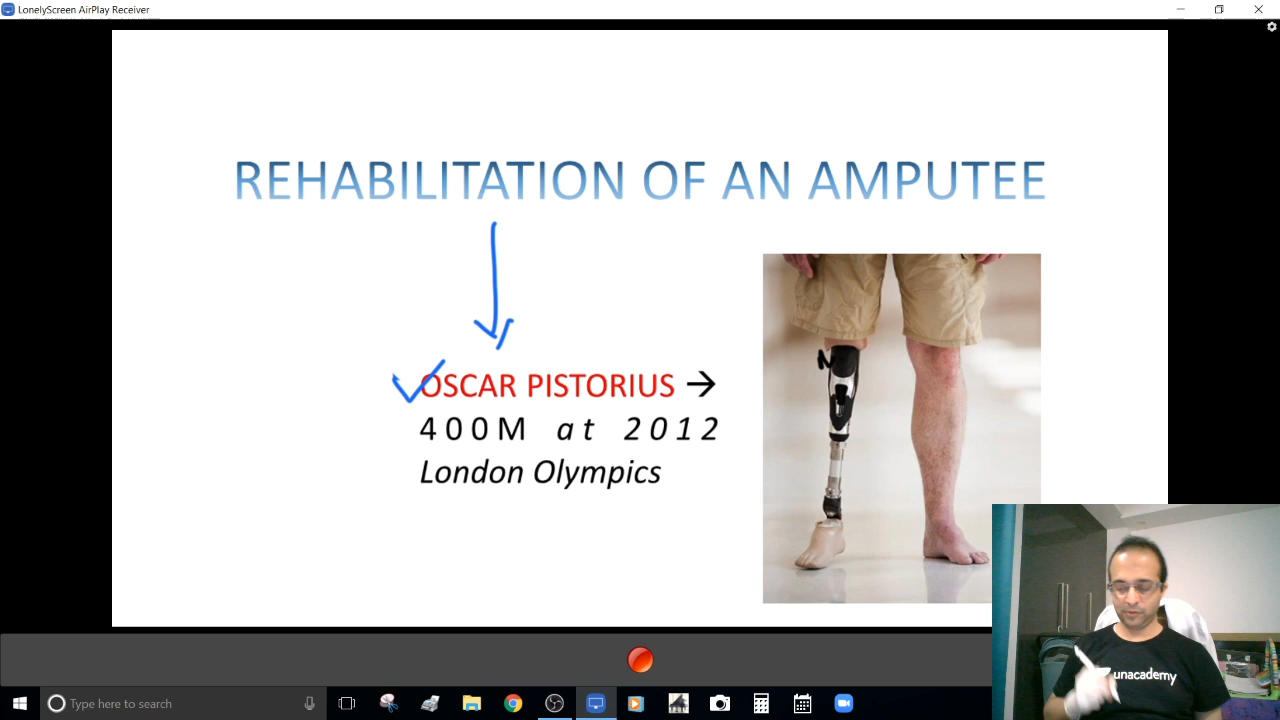 LonelyScreen AirPlay Receiver
REHABILITATION OF AN AMPUTEE
OSCAR PISTORIUS →
400M at 2012
London Olympics
unacademy
Type here to search